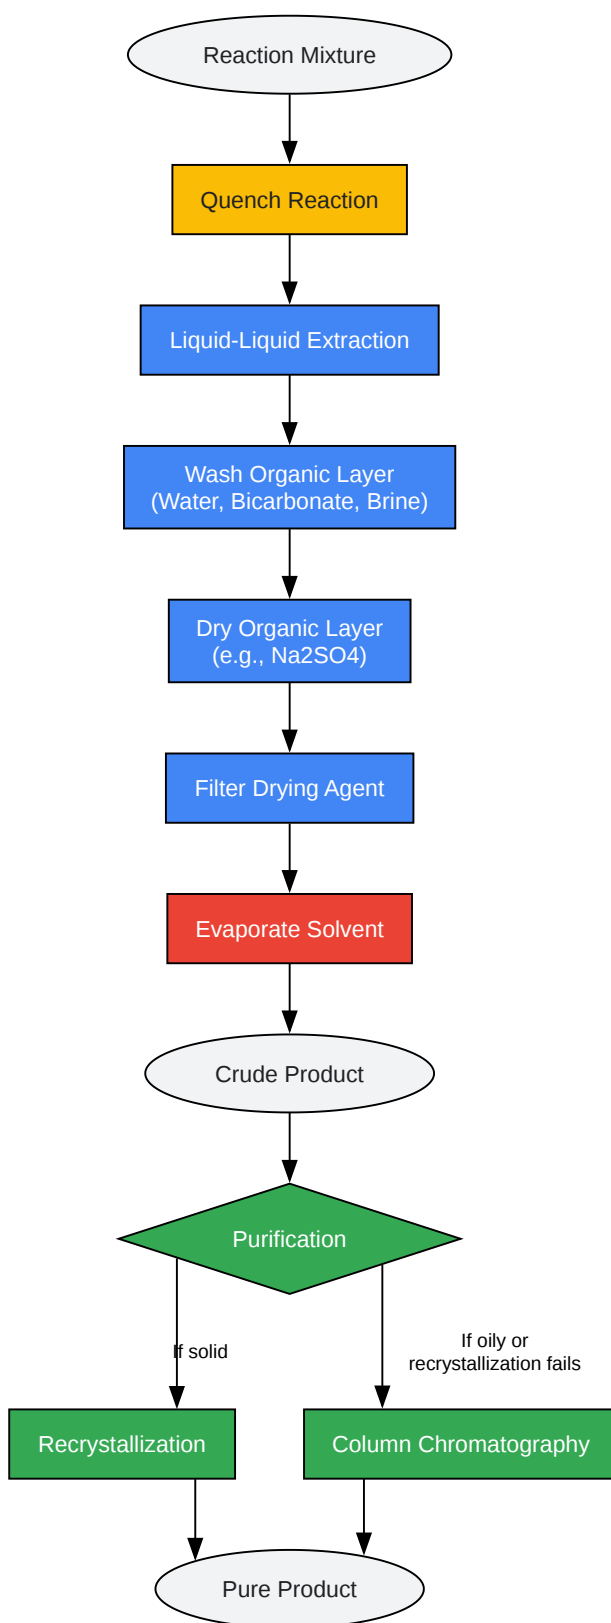 Reaction Mixture
Quench Reaction
Liquid-Liquid Extraction
Wash Organic Layer
(Water, Bicarbonate, Brine)
Dry Organic Layer
(e.g., Na2SO4)
Filter Drying Agent
Evaporate Solvent
Crude Product
Purification
If solid
If oily or
recrystallization fails
Recrystallization
Column Chromatography
Pure Product